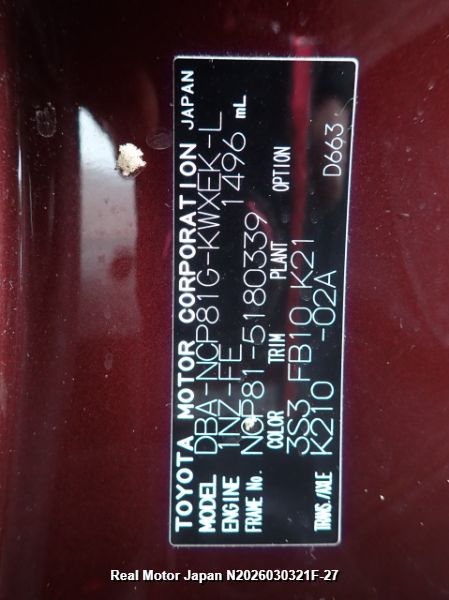 TOYOTA MOTOR CORPORATION JAPAN
MODEL DBA-NCP81G-KWXEK-L
ENGINE 1NZ-FE 1496 mL
FRAME No. NCP81-5180339
COLOR TRIM PLANT OPTION
3S3 FB10 K21 D663
TRANS./AXLE K210 -02A
Real Motor Japan N2026030321F-27